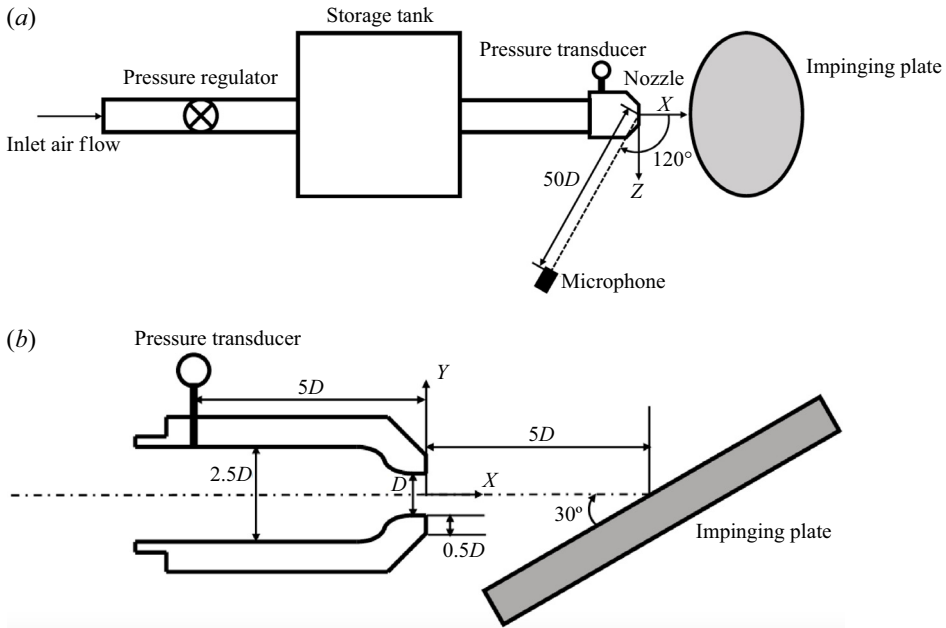 (a)
Storage tank
Pressure transducer
Pressure regulator
Nozzle
Impinging plate
X
Inlet air flow
120°
50D
Z
Microphone
(b)
Pressure transducer
Y
5D
5D
2.5D
D
X
30º
Impinging plate
0.5D